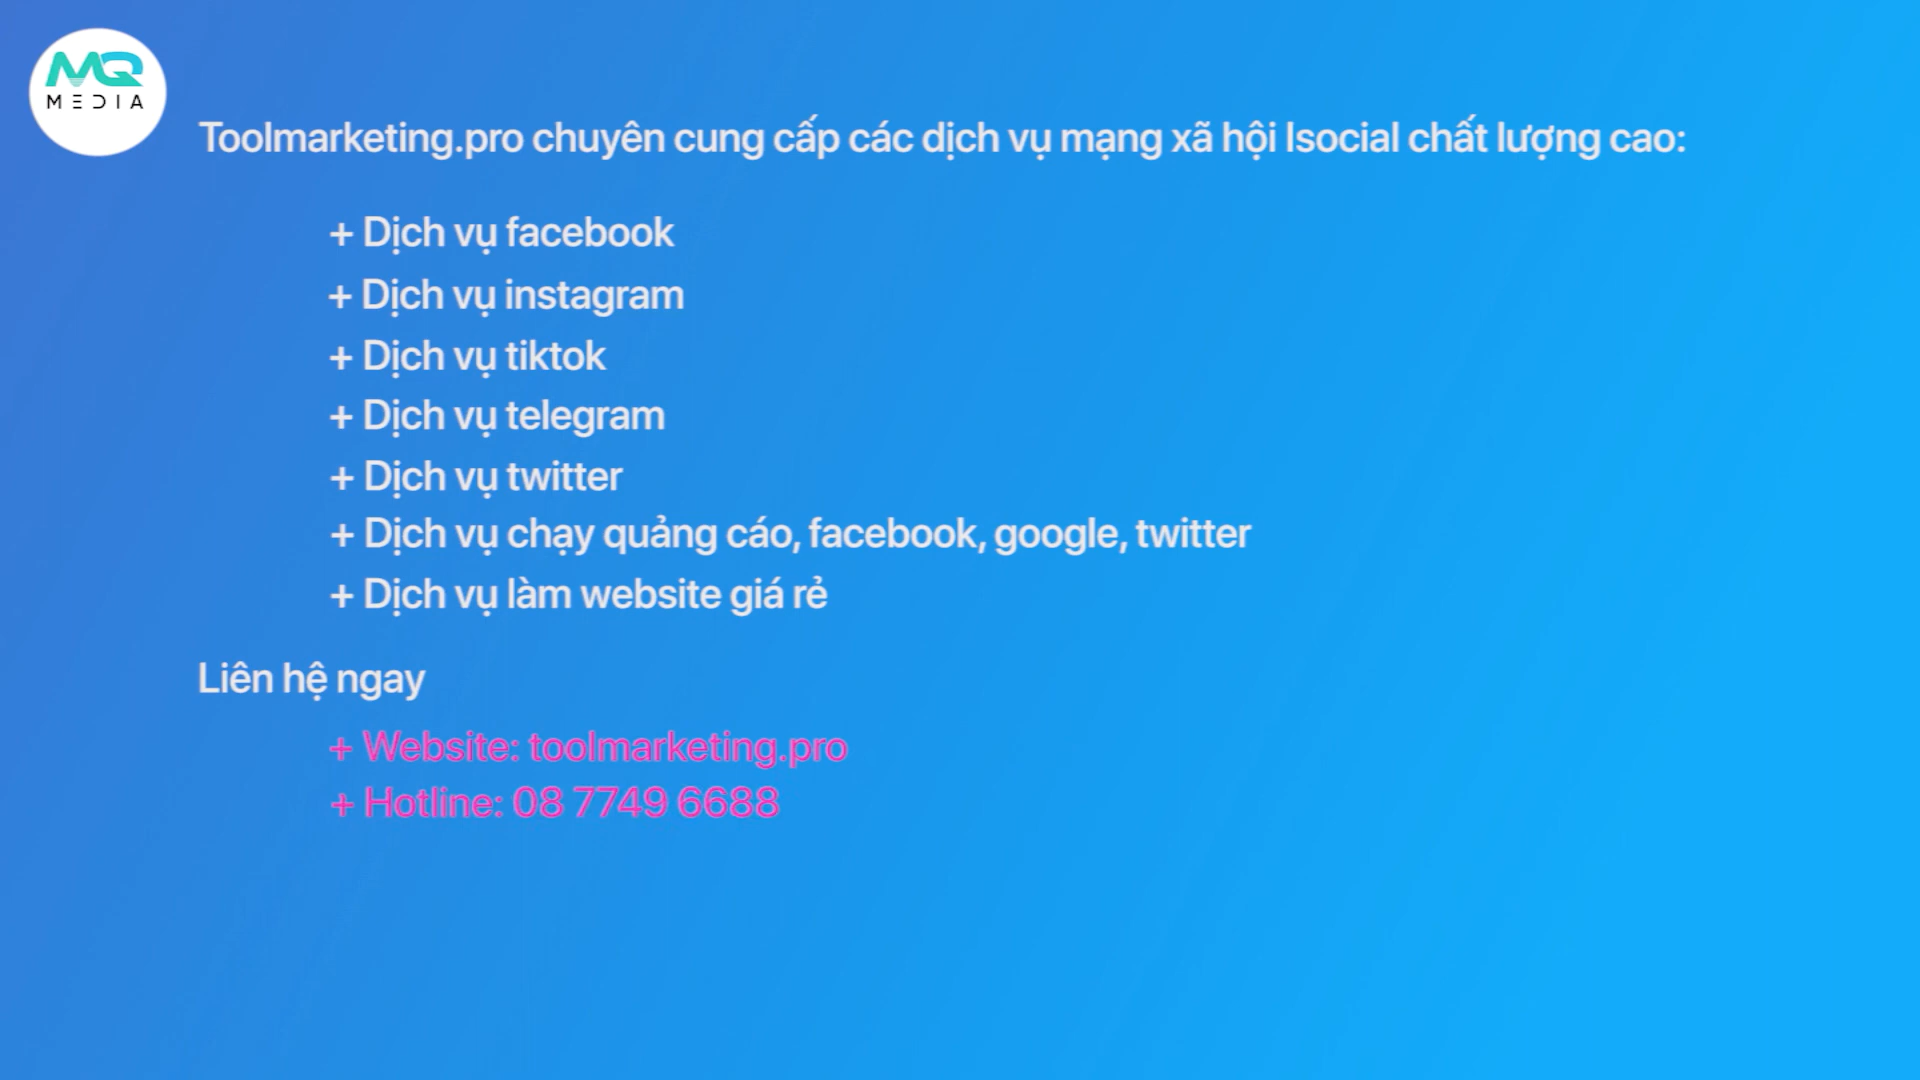 MQ
MEDIA
Toolmarketing.pro chuyên cung cấp các dịch vụ mạng xã hội Isocial chất lượng cao:
+ Dịch vụ facebook
+ Dịch vụ instagram
+ Dịch vụ tiktok
+ Dịch vụ telegram
+ Dịch vụ twitter
+ Dịch vụ chạy quảng cáo, facebook, google, twitter
+ Dịch vụ làm website giá rẻ
Liên hệ ngay
+ Website: toolmarketing.pro
+ Hotline: 08 7749 6688